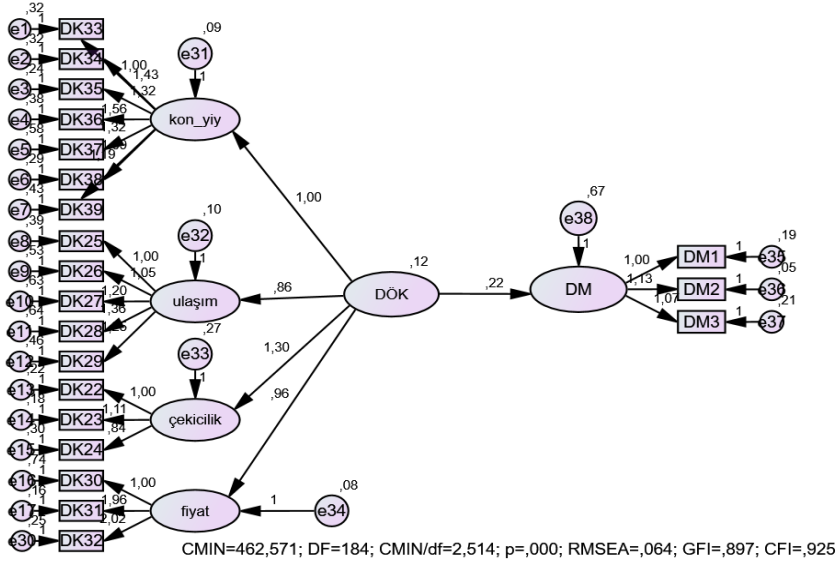 ,32
e1 1 DK33
,32
e2 1 DK34
,24
e3 1 DK35
,38
e4 1 DK36
,58
e5 1 DK37
,29
e6 1 DK38
,43
e7 1 DK39
,09
e31
1
1,00
1,43
1,32
1,56
1,32
1,19
kon_yiy
,39
e8 1 DK25
,53
e9 1 DK26
,63
e10 1 DK27
,64
e11 1 DK28
,46
e12 1 DK29
,10
e32
1
1,00
1,05
1,20
,36
ulaşım
,22
e13 1 DK22
,18
e14 1 DK23
,30
e15 1 DK24
,27
e33
1
1,00
1,11
,84
çekicilik
,74
e16 1 DK30
,16
e17 1 DK31
,25
e30 1 DK32
1,00
1,96
2,02
fiyat
1
e34
,08
1,00
,86
1,30
,96
,12
DÖK
,22
,67
e38
1
DM
1,00
1,13
1,07
DM1 1 e35
,19
DM2 1 e36
,05
DM3 1 e37
,21
CMIN=462,571; DF=184; CMIN/df=2,514; p=,000; RMSEA=,064; GFI=,897; CFI=,925